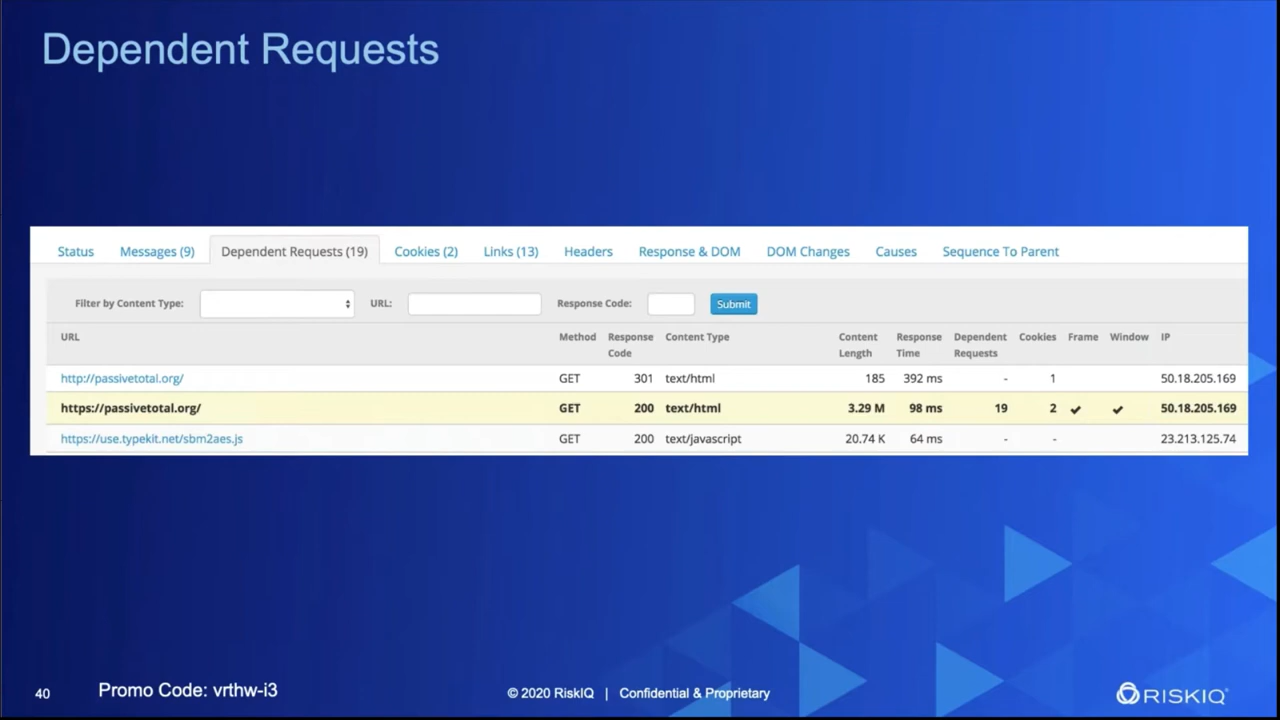 Dependent Requests
Status Messages (9) Dependent Requests (19) Cookies (2) Links (13) Headers Response & DOM DOM Changes Causes Sequence To Parent
Filter by Content Type: URL: Response Code: Submit
URL Method Response Code Content Type Content Length Response Time Dependent Requests Cookies Frame Window IP
http://passivetotal.org/ GET 301 text/html 185 392 ms - 1 50.18.205.169
https://passivetotal.org/ GET 200 text/html 3.29 M 98 ms 19 2 ✔ ✔ 50.18.205.169
https://use.typekit.net/sbm2aes.js GET 200 text/javascript 20.74 K 64 ms - - 23.213.125.74
40 Promo Code: vrthw-i3 © 2020 RiskIQ | Confidential & Proprietary RISKIQ